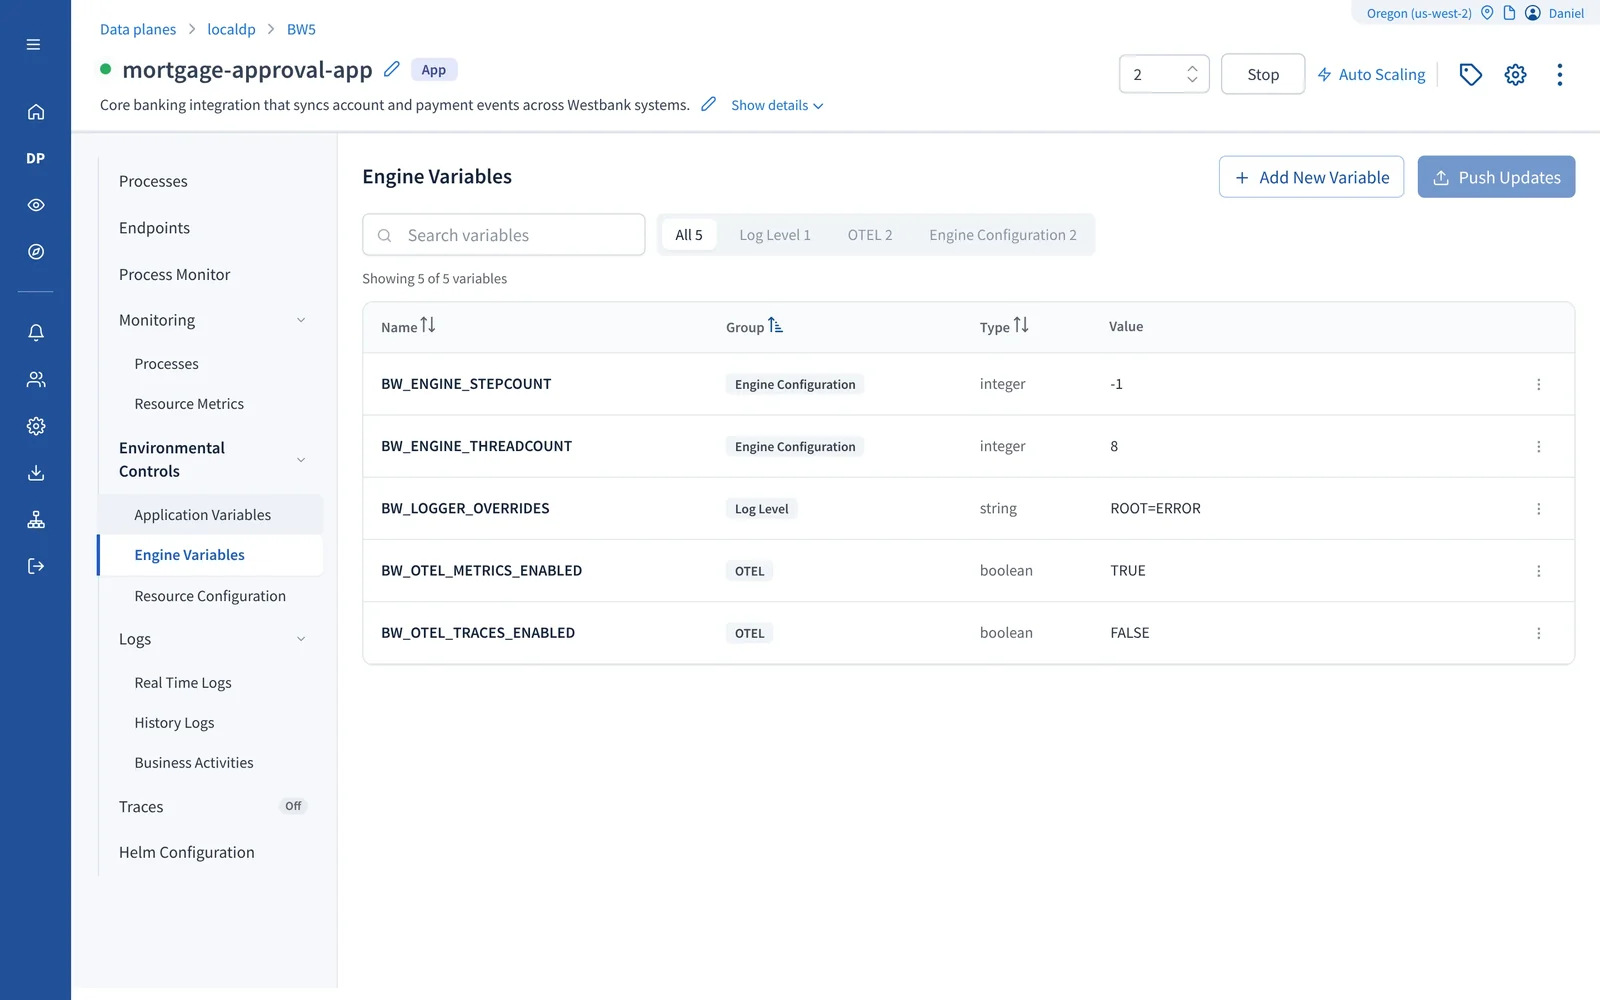 Oregon (us-west-2) Daniel
Data planes > localdp > BW5
mortgage-approval-app App
2 Stop Auto Scaling
Core banking integration that syncs account and payment events across Westbank systems. Show details
DP
Processes
Endpoints
Process Monitor
Monitoring
Processes
Resource Metrics
Environmental
Controls
Application Variables
Engine Variables
Resource Configuration
Logs
Real Time Logs
History Logs
Business Activities
Traces Off
Helm Configuration
Engine Variables
+ Add New Variable Push Updates
Search variables All 5 Log Level 1 OTEL 2 Engine Configuration 2
Showing 5 of 5 variables
Name Group Type Value
BW_ENGINE_STEPCOUNT Engine Configuration integer -1
BW_ENGINE_THREADCOUNT Engine Configuration integer 8
BW_LOGGER_OVERRIDES Log Level string ROOT=ERROR
BW_OTEL_METRICS_ENABLED OTEL boolean TRUE
BW_OTEL_TRACES_ENABLED OTEL boolean FALSE